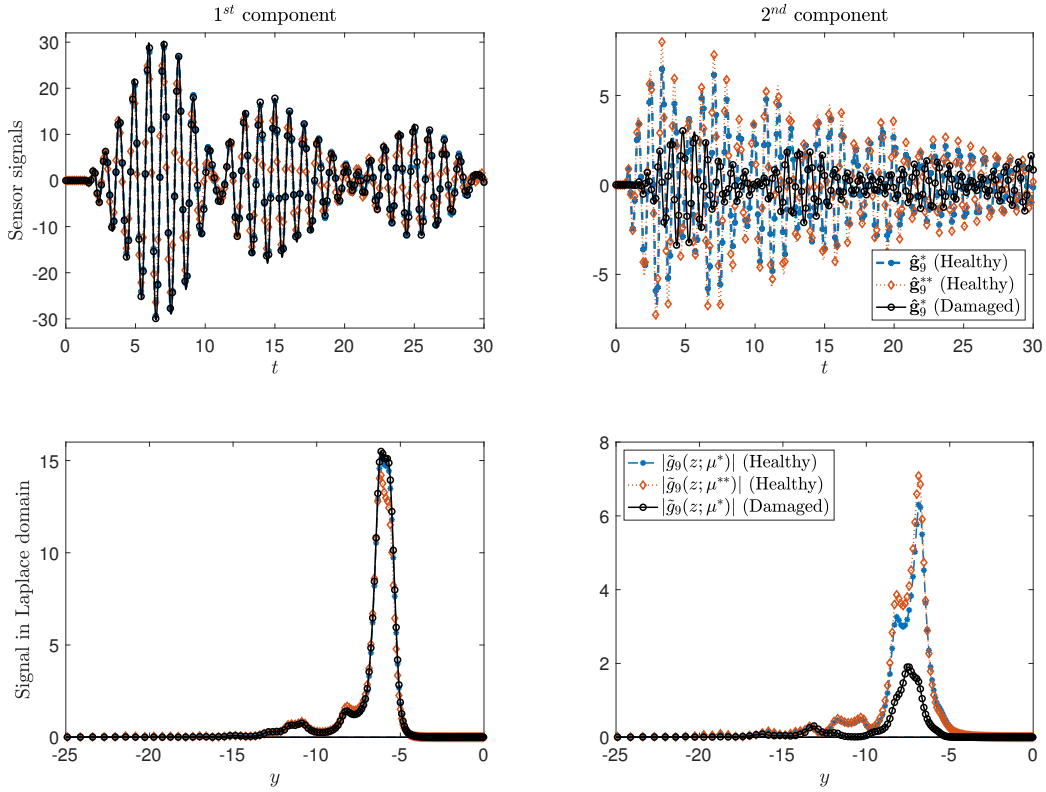 1ˢᵗ component
30
20
10
0
-10
-20
-30
Sensor signals
0 5 10 15 20 25 30
t
2ⁿᵈ component
5
0
-5
ĝ₉* (Healthy)
ĝ₉** (Healthy)
ĝ₉* (Damaged)
0 5 10 15 20 25 30
t
15
10
5
0
Signal in Laplace domain
-25 -20 -15 -10 -5 0
y
8
6
4
2
0
|g̃₉(z; μ*)| (Healthy)
|g̃₉(z; μ**)| (Healthy)
|g̃₉(z; μ*)| (Damaged)
-25 -20 -15 -10 -5 0
y